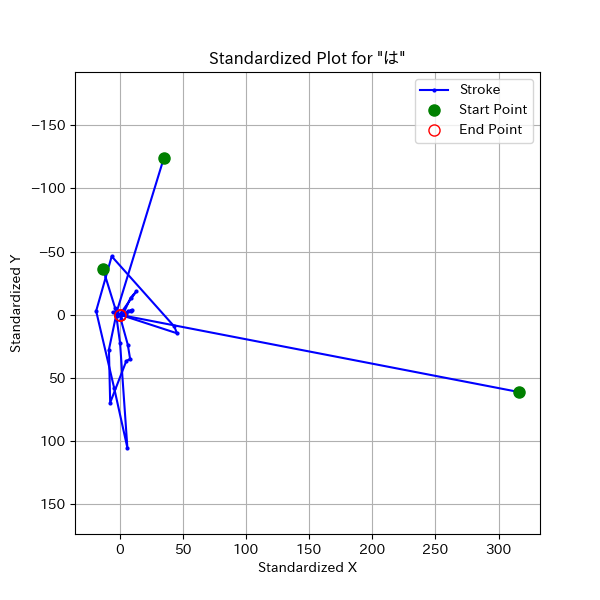 Standardized Plot for "は"
Stroke
Start Point
End Point
Standardized Y
−150
−100
−50
0
50
100
150
0 50 100 150 200 250 300
Standardized X